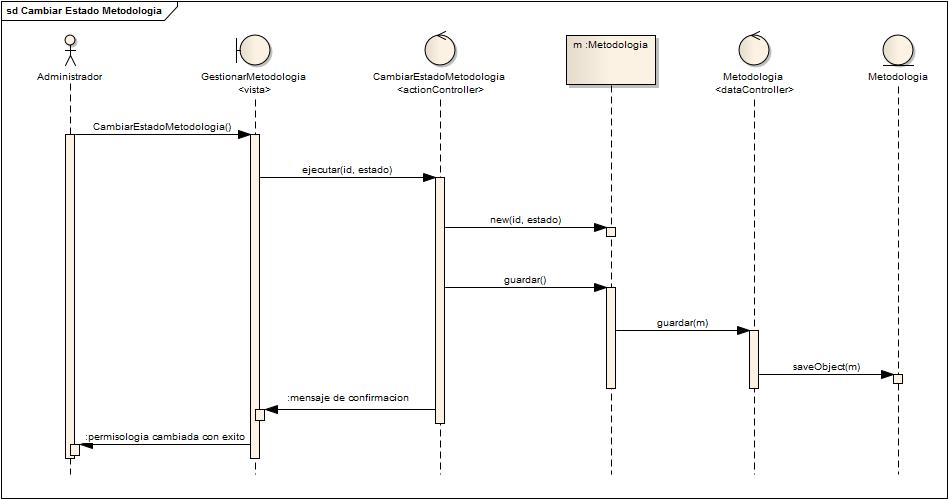 sd Cambiar Estado Metodologia
Administrador
GestionarMetodologia
<vista>
CambiarEstadoMetodologia
<actionController>
m :Metodologia
Metodologia
<dataController>
Metodologia
CambiarEstadoMetodologia()
ejecutar(id, estado)
new(id, estado)
guardar()
guardar(m)
saveObject(m)
:mensaje de confirmacion
:permisologia cambiada con exito